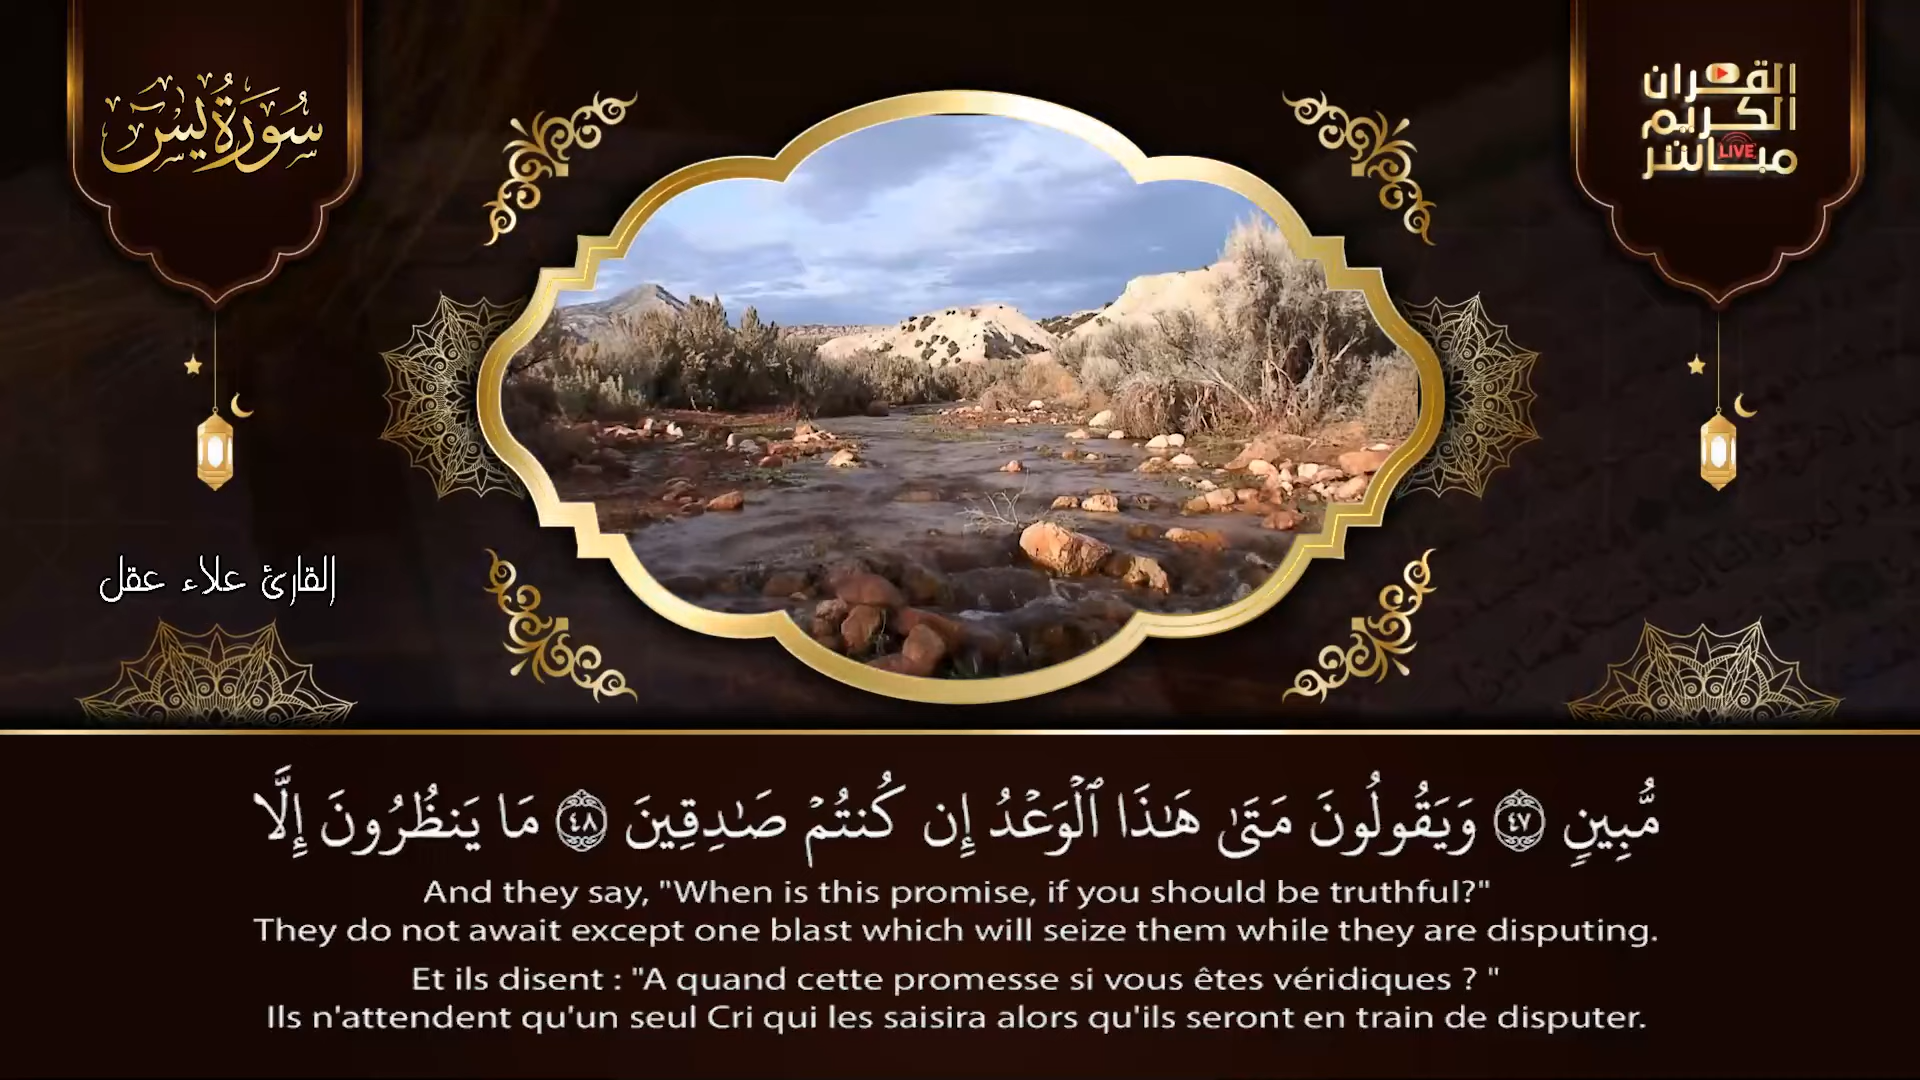 سُورَةُ يسٓ
القرآن
الكريم
مباشر
LIVE
القارئ علاء عقل
مُّبِينٍ ٤٧ وَيَقُولُونَ مَتَىٰ هَٰذَا ٱلْوَعْدُ إِن كُنتُمْ صَٰدِقِينَ ٤٨ مَا يَنظُرُونَ إِلَّا
And they say, "When is this promise, if you should be truthful?"
They do not await except one blast which will seize them while they are disputing.
Et ils disent : "A quand cette promesse si vous êtes véridiques ? "
Ils n'attendent qu'un seul Cri qui les saisira alors qu'ils seront en train de disputer.